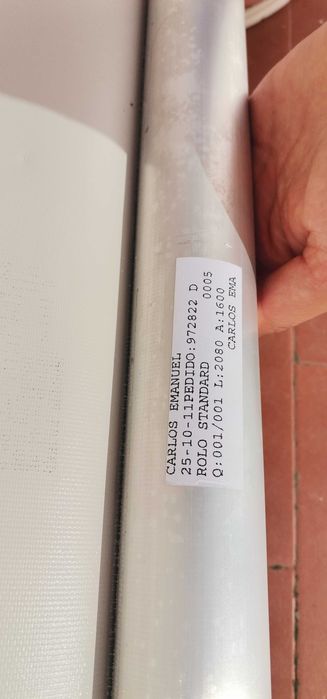 CARLOS EMANUEL
25-10-11PEDIDO:972822 D
ROLO STANDARD 0005
Q:001/001 L:2080 A:1600
CARLOS EMA